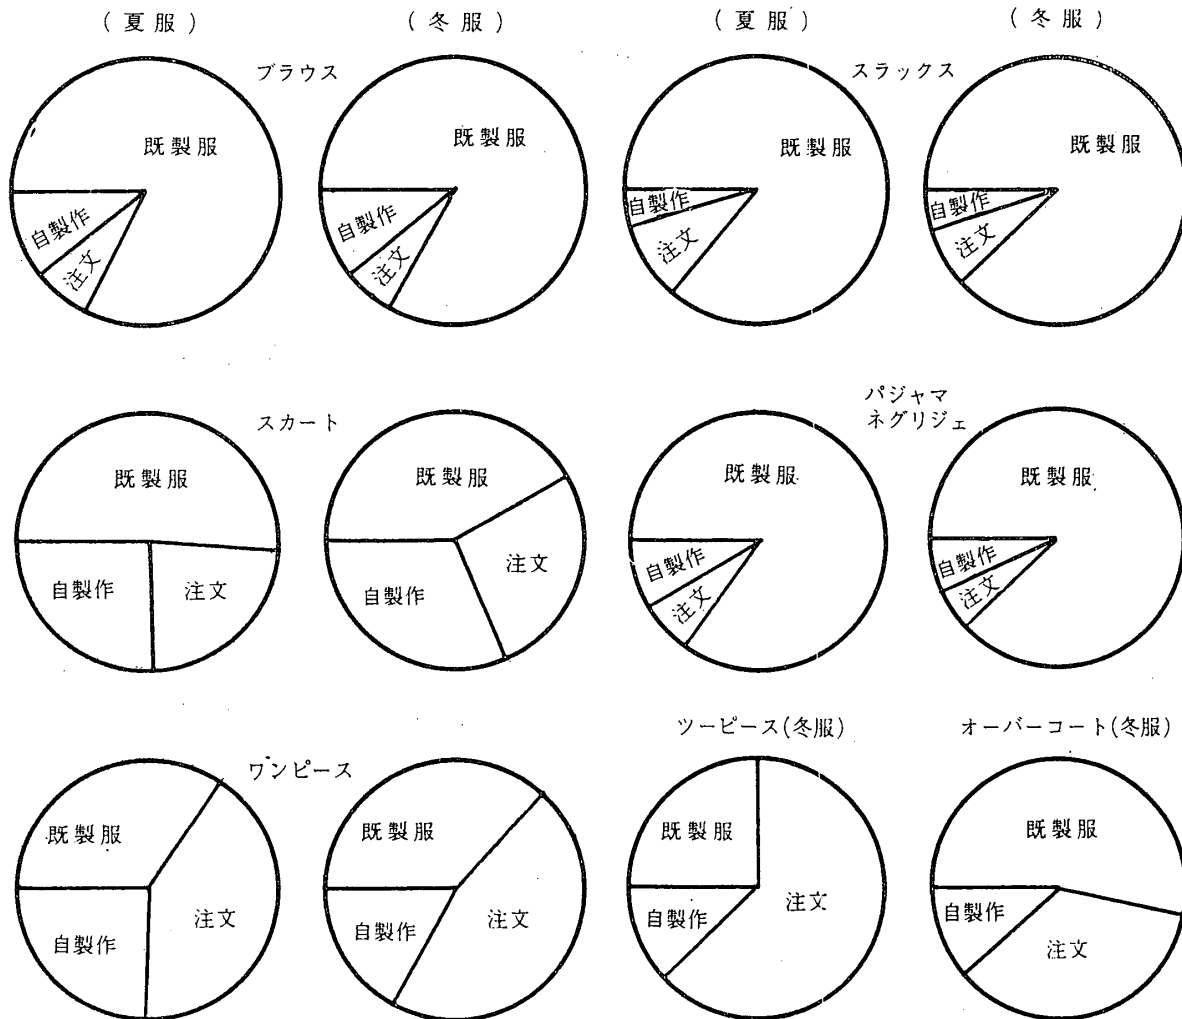 (夏服)
(冬服)
(夏服)
(冬服)
ブラウス
既製服
自製作
注文
既製服
自製作
注文
スラックス
既製服
自製作
注文
既製服
自製作
注文
スカート
既製服
自製作
注文
既製服
自製作
注文
パジャマ
ネグリジェ
既製服
自製作
注文
既製服
自製作
注文
ワンピース
既製服
自製作
注文
既製服
自製作
注文
ツーピース(冬服)
既製服
自製作
注文
オーバーコート(冬服)
既製服
自製作
注文